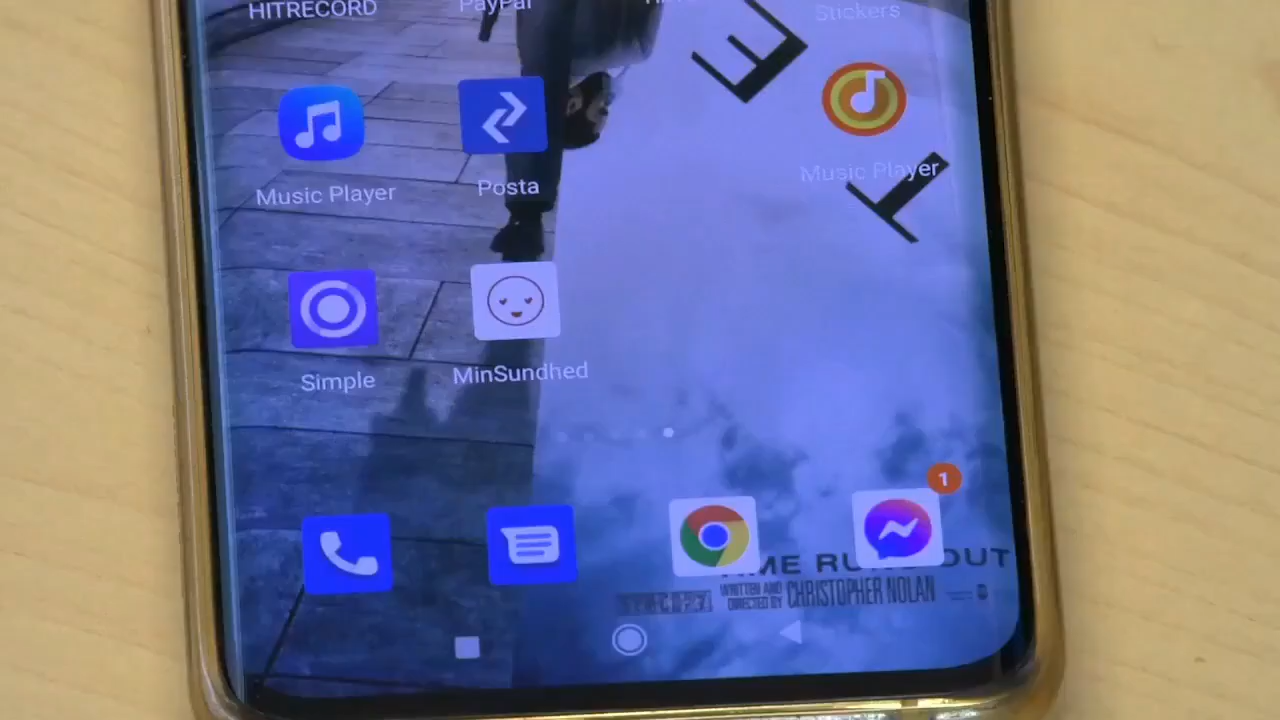 HITRECORD
PayPal
Stickers
E
T
Music Player
Posta
Music Player
Simple
MinSundhed
1
TIME RUNS OUT
WRITTEN AND
DIRECTED BY CHRISTOPHER NOLAN